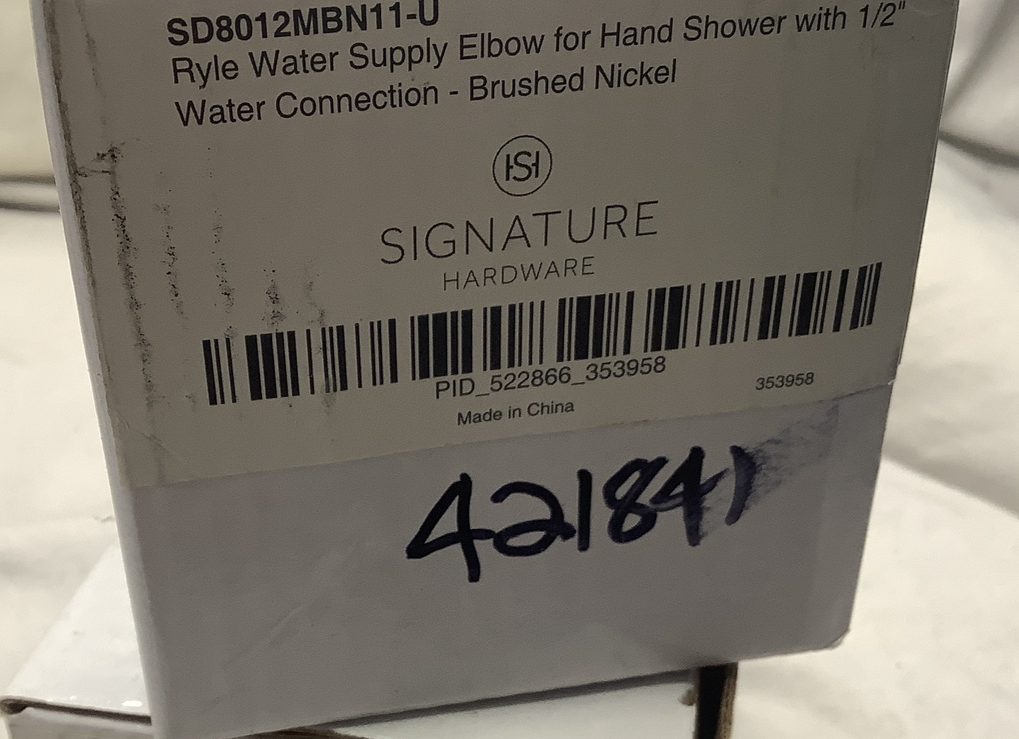 SD8012MBN11-U
Ryle Water Supply Elbow for Hand Shower with 1/2"
Water Connection - Brushed Nickel
HS
SIGNATURE
HARDWARE
PID_522866_353958
353958
Made in China
421841